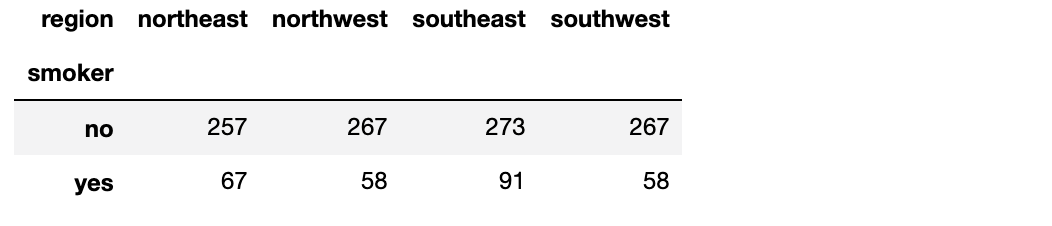 region northeast northwest southeast southwest
smoker
no 257 267 273 267
yes 67 58 91 58